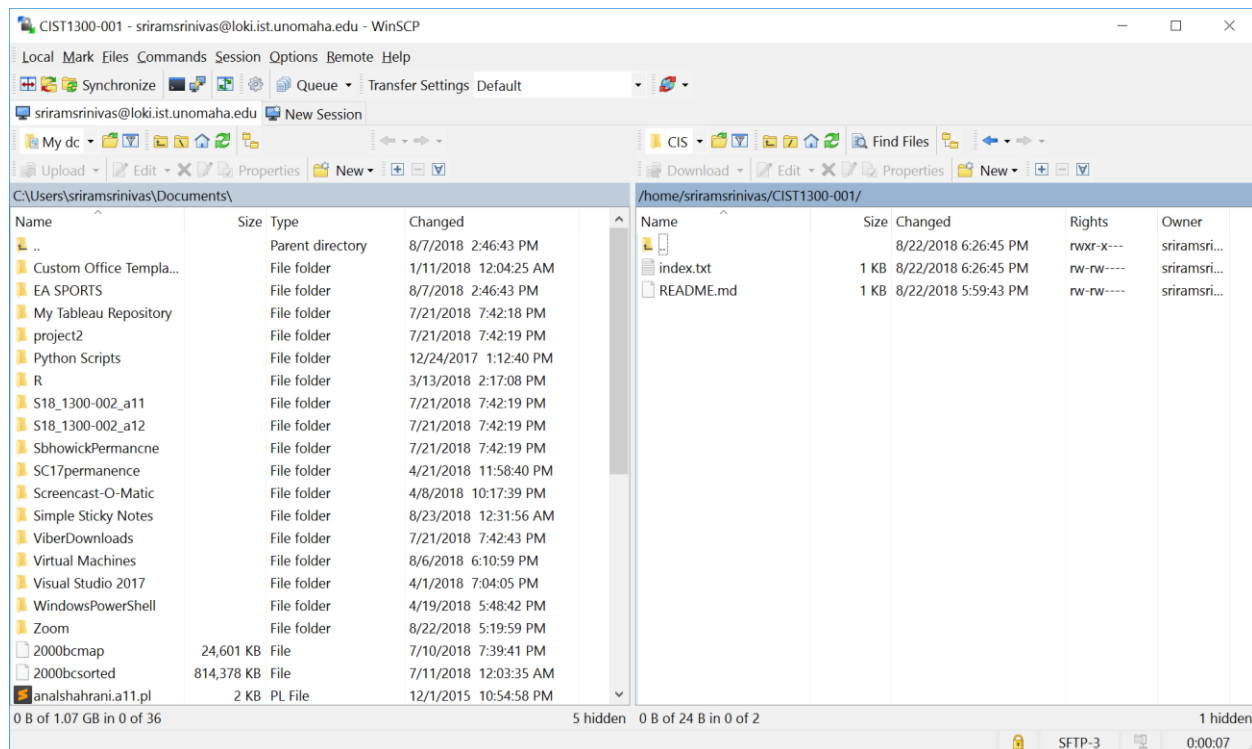 CIST1300-001 - sriramsrinivas@loki.ist.unomaha.edu - WinSCP
Local Mark Files Commands Session Options Remote Help
Synchronize Queue Transfer Settings Default
sriramsrinivas@loki.ist.unomaha.edu New Session
My dc CIS Find Files
Upload Edit Properties New Download Edit Properties New
C:\Users\sriramsrinivas\Documents\ /home/sriramsrinivas/CIST1300-001/
Name Size Type Changed Name Size Changed Rights Owner
.. Parent directory 8/7/2018 2:46:43 PM .. 8/22/2018 6:26:45 PM rwxr-x--- sriramsri...
Custom Office Templa... File folder 1/11/2018 12:04:25 AM index.txt 1 KB 8/22/2018 6:26:45 PM rw-rw---- sriramsri...
EA SPORTS File folder 8/7/2018 2:46:43 PM README.md 1 KB 8/22/2018 5:59:43 PM rw-rw---- sriramsri...
My Tableau Repository File folder 7/21/2018 7:42:18 PM
project2 File folder 7/21/2018 7:42:19 PM
Python Scripts File folder 12/24/2017 1:12:40 PM
R File folder 3/13/2018 2:17:08 PM
S18_1300-002_a11 File folder 7/21/2018 7:42:19 PM
S18_1300-002_a12 File folder 7/21/2018 7:42:19 PM
SbhowickPermancne File folder 7/21/2018 7:42:19 PM
SC17permanence File folder 4/21/2018 11:58:40 PM
Screencast-O-Matic File folder 4/8/2018 10:17:39 PM
Simple Sticky Notes File folder 8/23/2018 12:31:56 AM
ViberDownloads File folder 7/21/2018 7:42:43 PM
Virtual Machines File folder 8/6/2018 6:10:59 PM
Visual Studio 2017 File folder 4/1/2018 7:04:05 PM
WindowsPowerShell File folder 4/19/2018 5:48:42 PM
Zoom File folder 8/22/2018 5:19:59 PM
2000bcmap 24,601 KB File 7/10/2018 7:39:41 PM
2000bcsorted 814,378 KB File 7/11/2018 12:03:35 AM
analshahrani.a11.pl 2 KB PL File 12/1/2015 10:54:58 PM
0 B of 1.07 GB in 0 of 36 5 hidden 0 B of 24 B in 0 of 2 1 hidden
SFTP-3 0:00:07